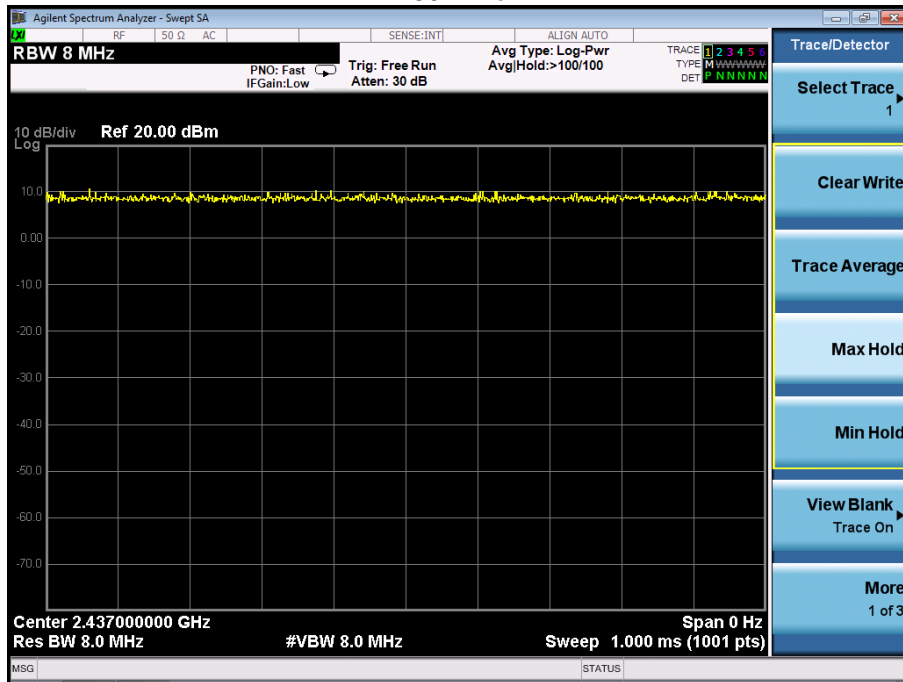 Agilent Spectrum Analyzer - Swept SA
LXI RF 50 Ω AC SENSE:INT ALIGN AUTO
RBW 8 MHz
PNO: Fast
IFGain:Low
Trig: Free Run
Atten: 30 dB
Avg Type: Log-Pwr
Avg|Hold:>100/100
TRACE 1 2 3 4 5 6
TYPE M WWWWW
DET P N N N N N
Trace/Detector
Select Trace
1
Clear Write
Trace Average
Max Hold
Min Hold
View Blank
Trace On
More
1 of 3
10 dB/div Ref 20.00 dBm
Log
10.0
0.00
-10.0
-20.0
-30.0
-40.0
-50.0
-60.0
-70.0
Center 2.437000000 GHz Span 0 Hz
Res BW 8.0 MHz #VBW 8.0 MHz Sweep 1.000 ms (1001 pts)
MSG STATUS